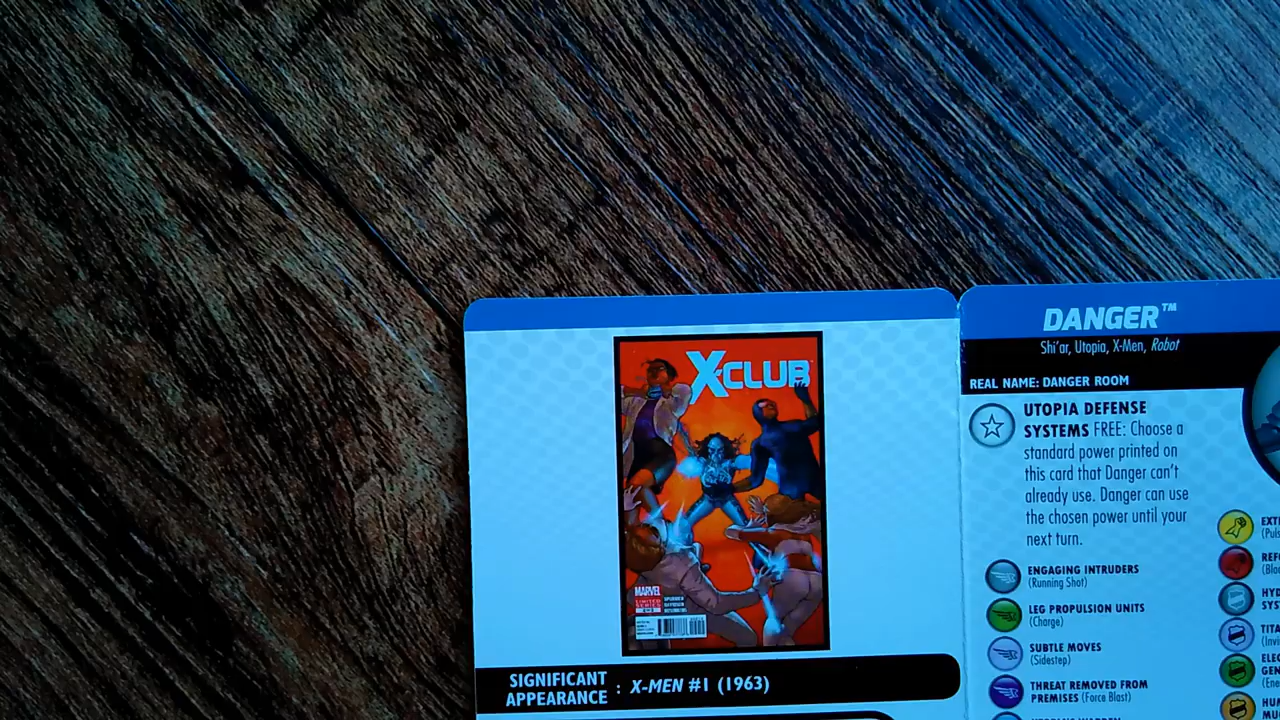 X-CLUB
MARVEL
LIMITED
SERIES
SIGNIFICANT
APPEARANCE : X-MEN #1 (1963)
DANGER™
Shi'ar, Utopia, X-Men, Robot
REAL NAME: DANGER ROOM
UTOPIA DEFENSE
SYSTEMS FREE: Choose a
standard power printed on
this card that Danger can't
already use. Danger can use
the chosen power until your
next turn.
ENGAGING INTRUDERS
(Running Shot)
LEG PROPULSION UNITS
(Charge)
SUBTLE MOVES
(Sidestep)
THREAT REMOVED FROM
PREMISES (Force Blast)